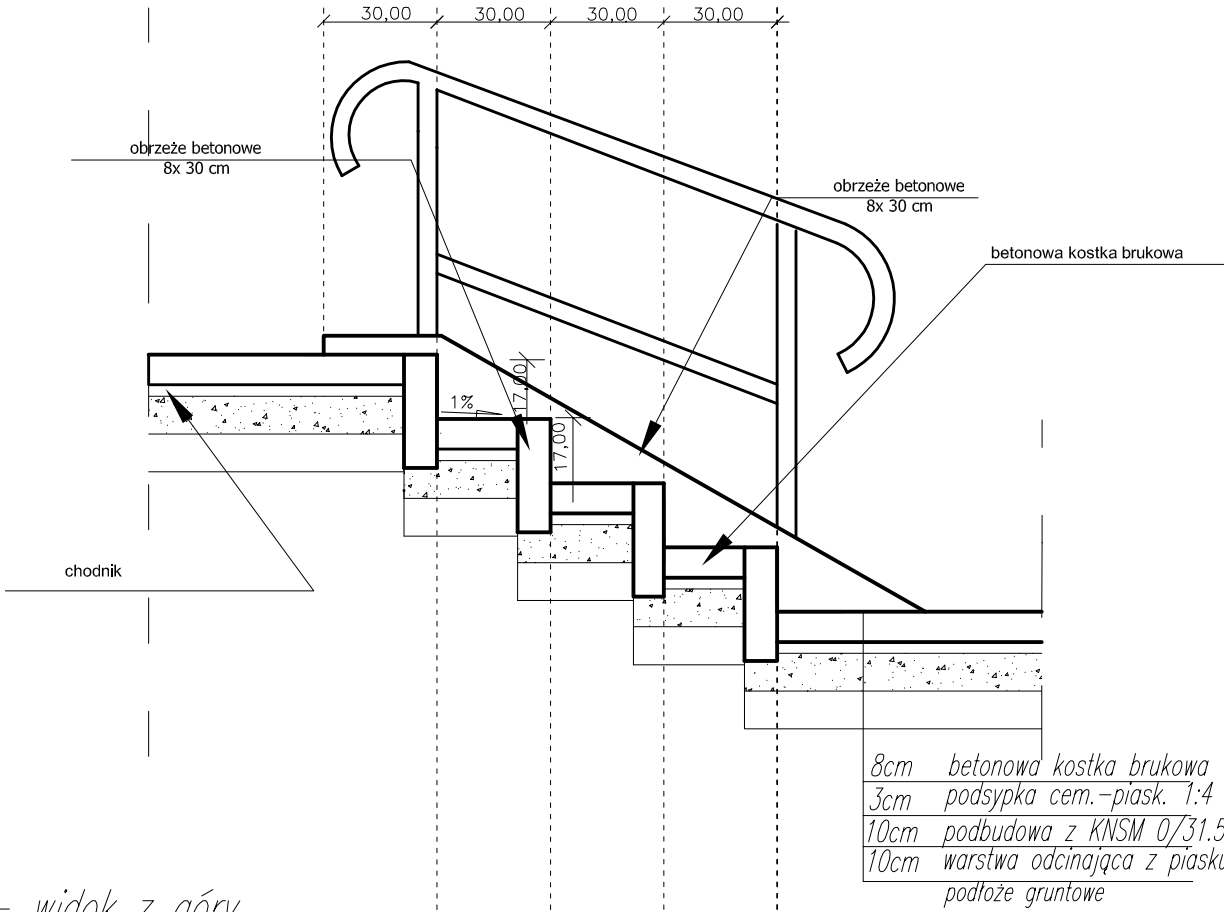 30,00 30,00 30,00 30,00
obrzeże betonowe
8x 30 cm
obrzeże betonowe
8x 30 cm
betonowa kostka brukowa
17,00
1%
17,00
chodnik
8cm betonowa kostka brukowa
3cm podsypka cem.-piask. 1:4
10cm podbudowa z KNSM 0/31.5
10cm warstwa odcinająca z piasku
podłoże gruntowe
- widok z góry